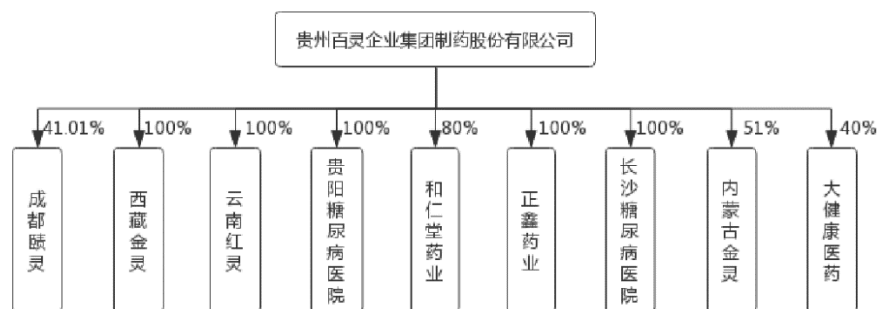 贵州百灵企业集团制药股份有限公司
41.01%
100%
100%
100%
80%
100%
100%
51%
40%
成都赜灵
西藏金灵
云南红灵
贵阳糖尿病医院
和仁堂药业
正鑫药业
长沙糖尿病医院
内蒙古金灵
大健康医药